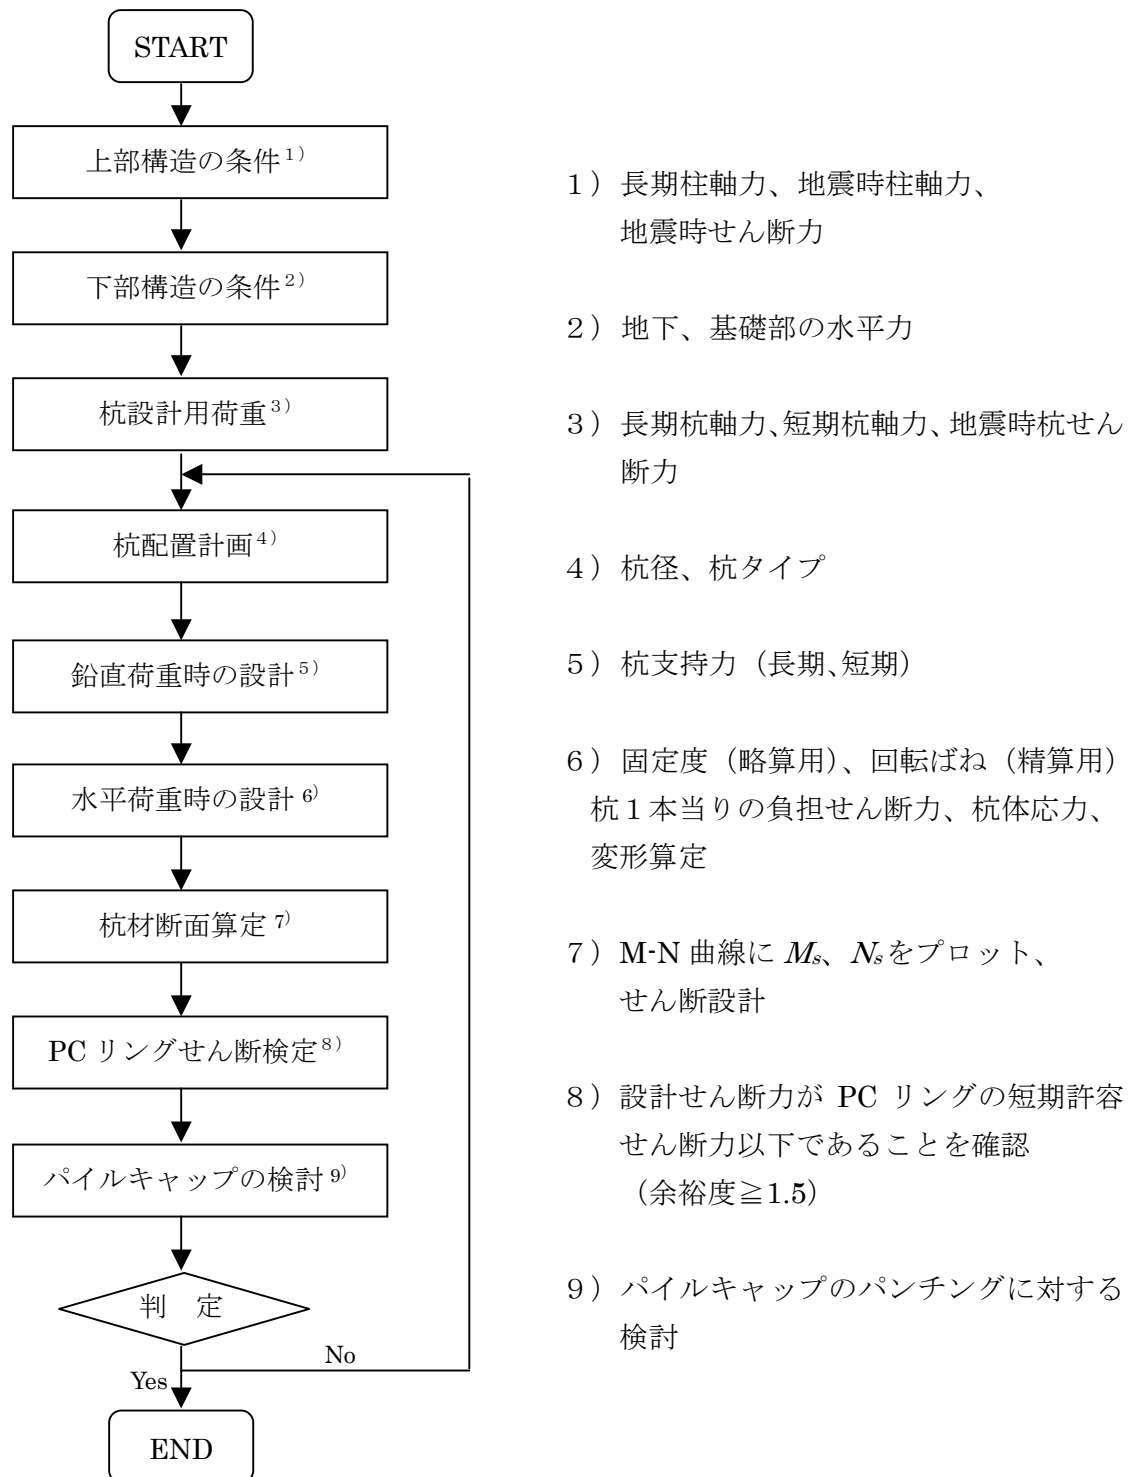 START
上部構造の条件1)
下部構造の条件2)
杭設計用荷重3)
杭配置計画4)
鉛直荷重時の設計5)
水平荷重時の設計6)
杭材断面算定7)
PCリングせん断検定8)
パイルキャップの検討9)
判　定
No
Yes
END
１）長期柱軸力、地震時柱軸力、
地震時せん断力
２）地下、基礎部の水平力
３）長期杭軸力、短期杭軸力、地震時杭せん
断力
４）杭径、杭タイプ
５）杭支持力（長期、短期）
６）固定度（略算用）、回転ばね（精算用）
杭１本当りの負担せん断力、杭体応力、
変形算定
７）M-N 曲線に Ms、Nsをプロット、
せん断設計
８）設計せん断力が PC リングの短期許容
せん断力以下であることを確認
（余裕度≧1.5）
９）パイルキャップのパンチングに対する
検討